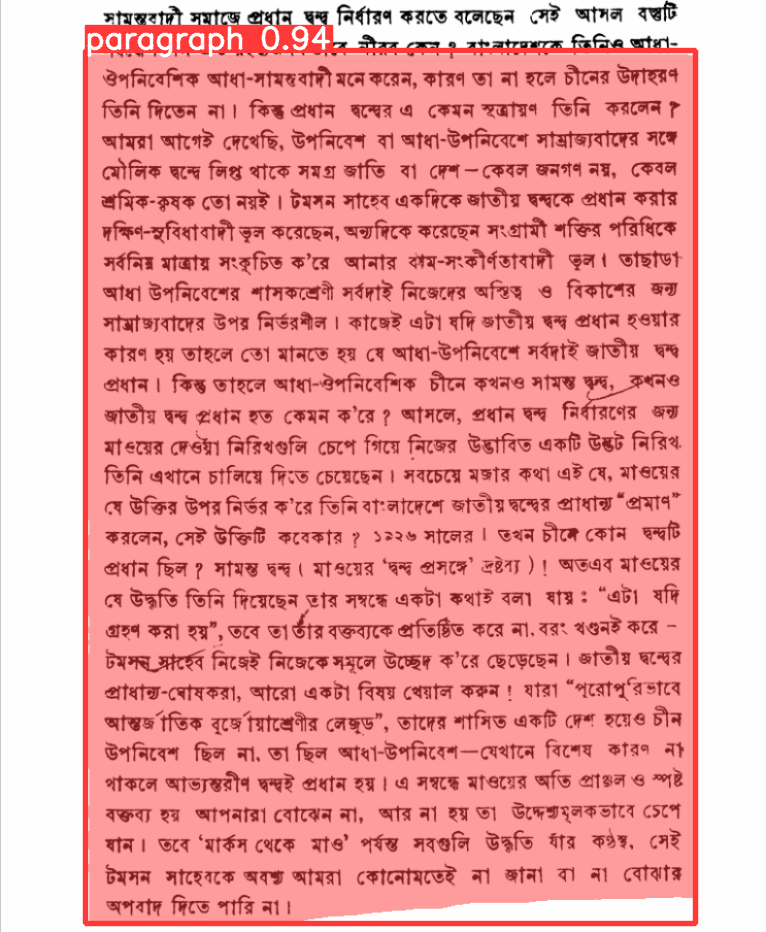 সামন্তবাদী সমাজে প্রধান দ্বন্দ্ব নির্ধারণ করতে বলেছেন সেই আসল বস্তুটি
paragraph 0.94
নীরব কেন ? বাংলাদেশকে তিনিও আধা-
ঔপনিবেশিক আধা-সামন্তবাদী মনে করেন, কারণ তা না হলে চীনের উদাহরণ
তিনি দিতেন না। কিন্তু প্রধান দ্বন্দ্বের এ কেমন সূত্রায়ণ তিনি করলেন ?
আমরা আগেই দেখেছি, উপনিবেশ বা আধা-উপনিবেশে সাম্রাজ্যবাদের সঙ্গে
মৌলিক দ্বন্দ্বে লিপ্ত থাকে সমগ্র জাতি বা দেশ—কেবল জনগণ নয়, কেবল
শ্রমিক-কৃষক তো নয়ই। টমসন সাহেব একদিকে জাতীয় দ্বন্দ্বকে প্রধান করার
দক্ষিণ-সুবিধাবাদী ভুল করেছেন, অন্যদিকে করেছেন সংগ্রামী শক্তির পরিধিকে
সর্বনিম্ন মাত্রায় সংকুচিত ক'রে আনার বাম-সংকীর্ণতাবাদী ভুল। তাছাড়া
আধা উপনিবেশের শাসকশ্রেণী সর্বদাই নিজেদের অস্তিত্ব ও বিকাশের জন্য
সাম্রাজ্যবাদের উপর নির্ভরশীল। কাজেই এটা যদি জাতীয় দ্বন্দ্ব প্রধান হওয়ার
কারণ হয় তাহলে তো মানতে হয় যে আধা-উপনিবেশে সর্বদাই জাতীয় দ্বন্দ্ব
প্রধান। কিন্তু তাহলে আধা-ঔপনিবেশিক চীনে কখনও সামন্ত দ্বন্দ্ব, কখনও
জাতীয় দ্বন্দ্ব প্রধান হত কেমন ক'রে ? আসলে, প্রধান দ্বন্দ্ব নির্ধারণের জন্য
মাওয়ের দেওয়া নিরিখগুলি চেপে গিয়ে নিজের উদ্ভাবিত একটি উদ্ভট নিরিখ
তিনি এখানে চালিয়ে দিতে চেয়েছেন। সবচেয়ে মজার কথা এই যে, মাওয়ের
যে উক্তির উপর নির্ভর ক'রে তিনি বাংলাদেশে জাতীয় দ্বন্দ্বের প্রাধান্য “প্রমাণ”
করলেন, সেই উক্তিটি কবেকার ? ১৯২৬ সালের। তখন চীনে কোন দ্বন্দ্বটি
প্রধান ছিল ? সামন্ত দ্বন্দ্ব ( মাওয়ের ‘দ্বন্দ্ব প্রসঙ্গে’ দ্রষ্টব্য ) ! অতএব মাওয়ের
যে উদ্ধৃতি তিনি দিয়েছেন তার সম্বন্ধে একটা কথাই বলা যায় : “এটা যদি
গ্রহণ করা হয়”, তবে তা তাঁর বক্তব্যকে প্রতিষ্ঠিত করে না, বরং খণ্ডনই করে –
টমসন সাহেব নিজেই নিজেকে সমূলে উচ্ছেদ ক'রে ছেড়েছেন। জাতীয় দ্বন্দ্বের
প্রাধান্য-ঘোষকরা, আরো একটা বিষয় খেয়াল করুন ! যারা “পুরোপুরিভাবে
আন্তর্জাতিক বুর্জোয়াশ্রেণীর লেজুড়”, তাদের শাসিত একটি দেশ হয়েও চীন
উপনিবেশ ছিল না, তা ছিল আধা-উপনিবেশ—যেখানে বিশেষ কারণ না
থাকলে আভ্যন্তরীণ দ্বন্দ্বই প্রধান হয়। এ সম্বন্ধে মাওয়ের অতি প্রাঞ্জল ও স্পষ্ট
বক্তব্য হয় আপনারা বোঝেন না, আর না হয় তা উদ্দেশ্যমূলকভাবে চেপে
যান। তবে ‘মার্কস থেকে মাও’ পর্যন্ত সবগুলি উদ্ধৃতি যাঁর কণ্ঠস্থ, সেই
টমসন সাহেবকে অবশ্য আমরা কোনোমতেই না জানা বা না বোঝার
অপবাদ দিতে পারি না।